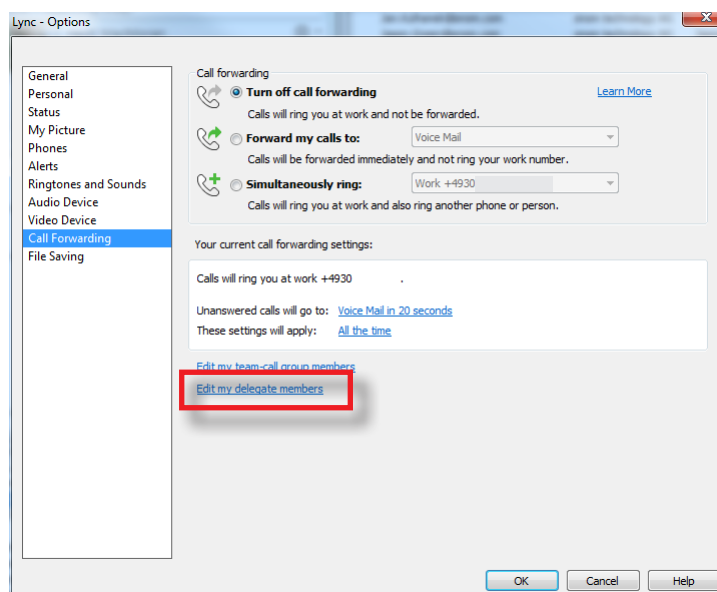 Lync - Options
General
Personal
Status
My Picture
Phones
Alerts
Ringtones and Sounds
Audio Device
Video Device
Call Forwarding
File Saving
Call forwarding
Turn off call forwarding
Learn More
Calls will ring you at work and not be forwarded.
Forward my calls to:
Voice Mail
Calls will be forwarded immediately and not ring your work number.
Simultaneously ring:
Work +4930
Calls will ring you at work and also ring another phone or person.
Your current call forwarding settings:
Calls will ring you at work +4930 .
Unanswered calls will go to: Voice Mail in 20 seconds
These settings will apply: All the time
Edit my team-call group members
Edit my delegate members
OK
Cancel
Help